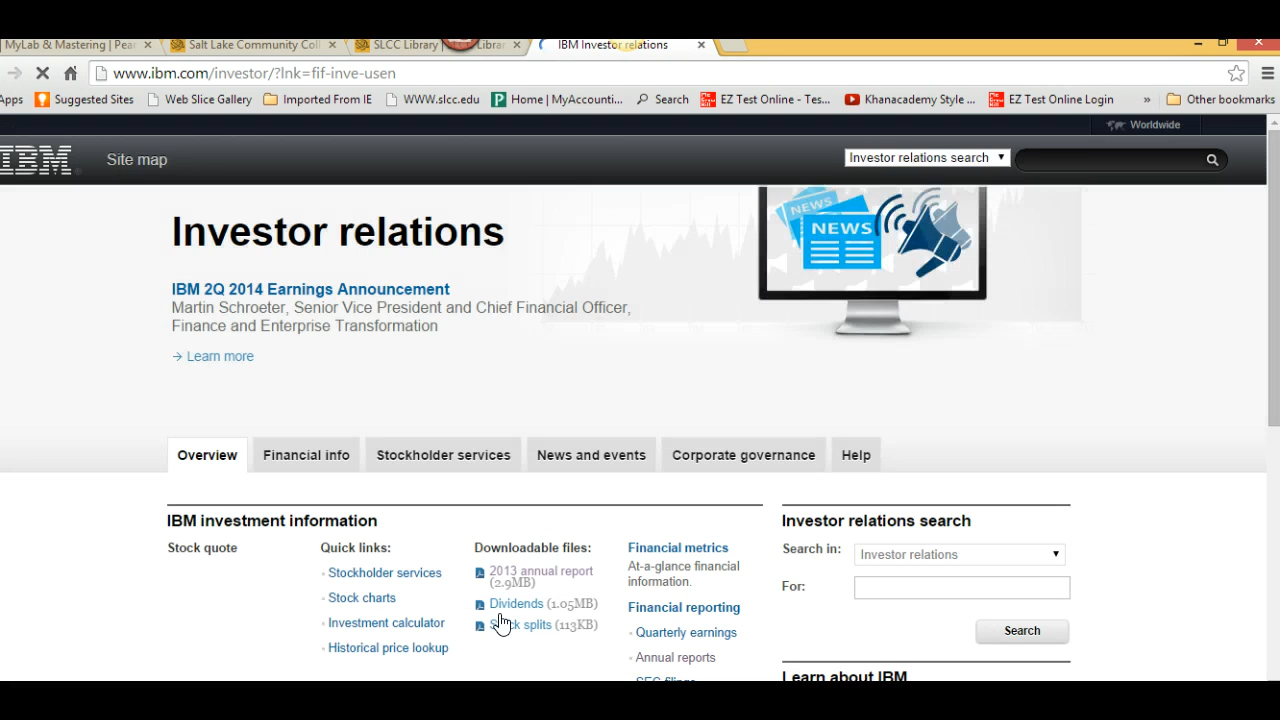 MyLab & Mastering | Pear
Salt Lake Community Coll
SLCC Library
Librar
IBM Investor relations
www.ibm.com/investor/?lnk=fif-inve-usen
Apps
Suggested Sites
Web Slice Gallery
Imported From IE
WWW.slcc.edu
Home | MyAccounti...
Search
EZ Test Online - Tes...
Khanacademy Style ...
EZ Test Online Login
»
Other bookmarks
Worldwide
IBM
Site map
Investor relations search
Investor relations
NEWS
NEWS
IBM 2Q 2014 Earnings Announcement
Martin Schroeter, Senior Vice President and Chief Financial Officer,
Finance and Enterprise Transformation
→ Learn more
Overview
Financial info
Stockholder services
News and events
Corporate governance
Help
IBM investment information
Stock quote
Quick links:
Stockholder services
Stock charts
Investment calculator
Historical price lookup
Downloadable files:
2013 annual report
(2.9MB)
Dividends (1.05MB)
Stock splits (113KB)
Financial metrics
At-a-glance financial
information.
Financial reporting
Quarterly earnings
Annual reports
SEC filings
Investor relations search
Search in:
Investor relations
For:
Search
Learn about IBM